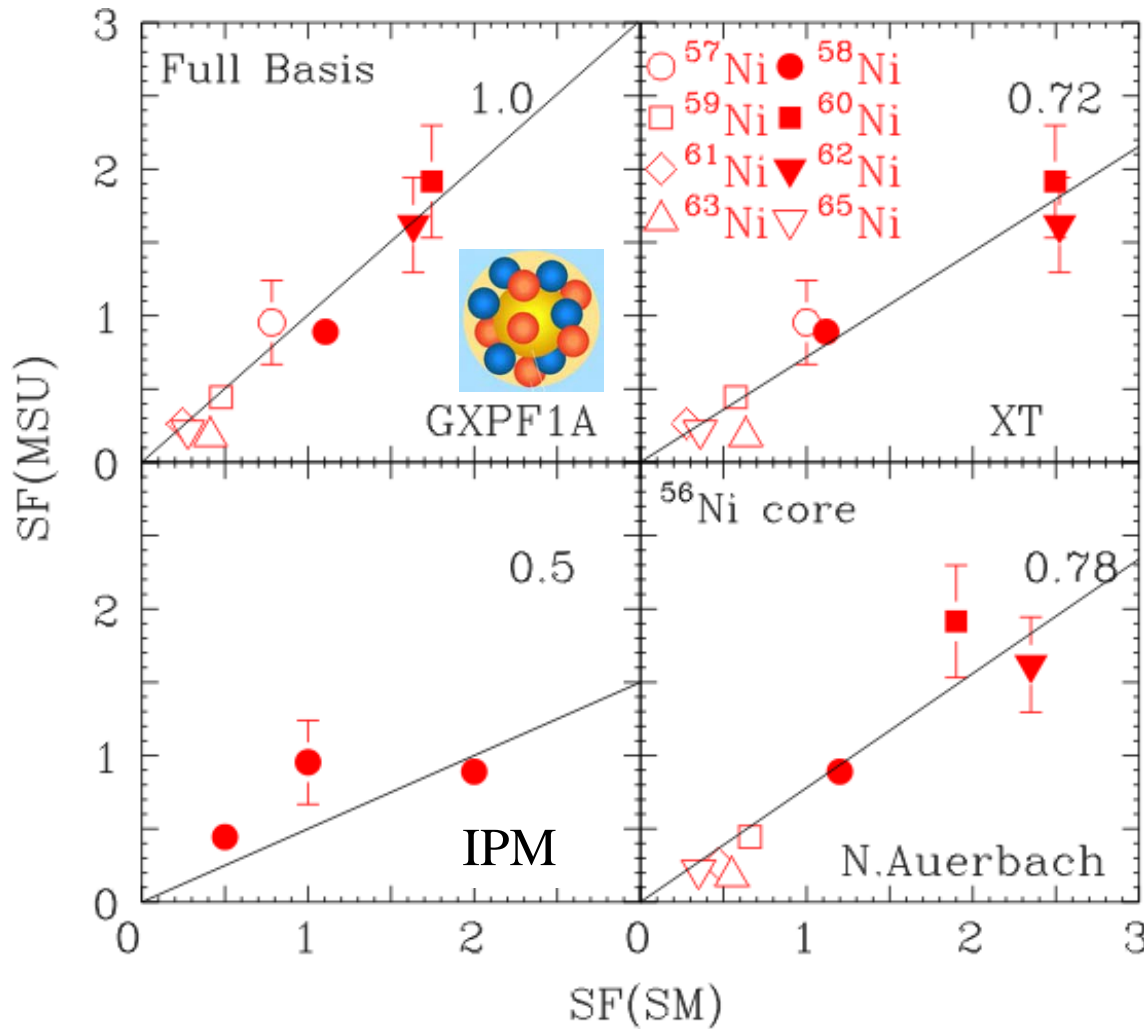 SF(MSU)
3
2
1
0
Full Basis
1.0
GXPF1A
⁵⁷Ni ⁵⁸Ni
⁵⁹Ni ⁶⁰Ni
⁶¹Ni ⁶²Ni
⁶³Ni ⁶⁵Ni
0.72
XT
2
1
0
0.5
IPM
⁵⁶Ni core
0.78
N.Auerbach
0 1 2 0 1 2 3
SF(SM)